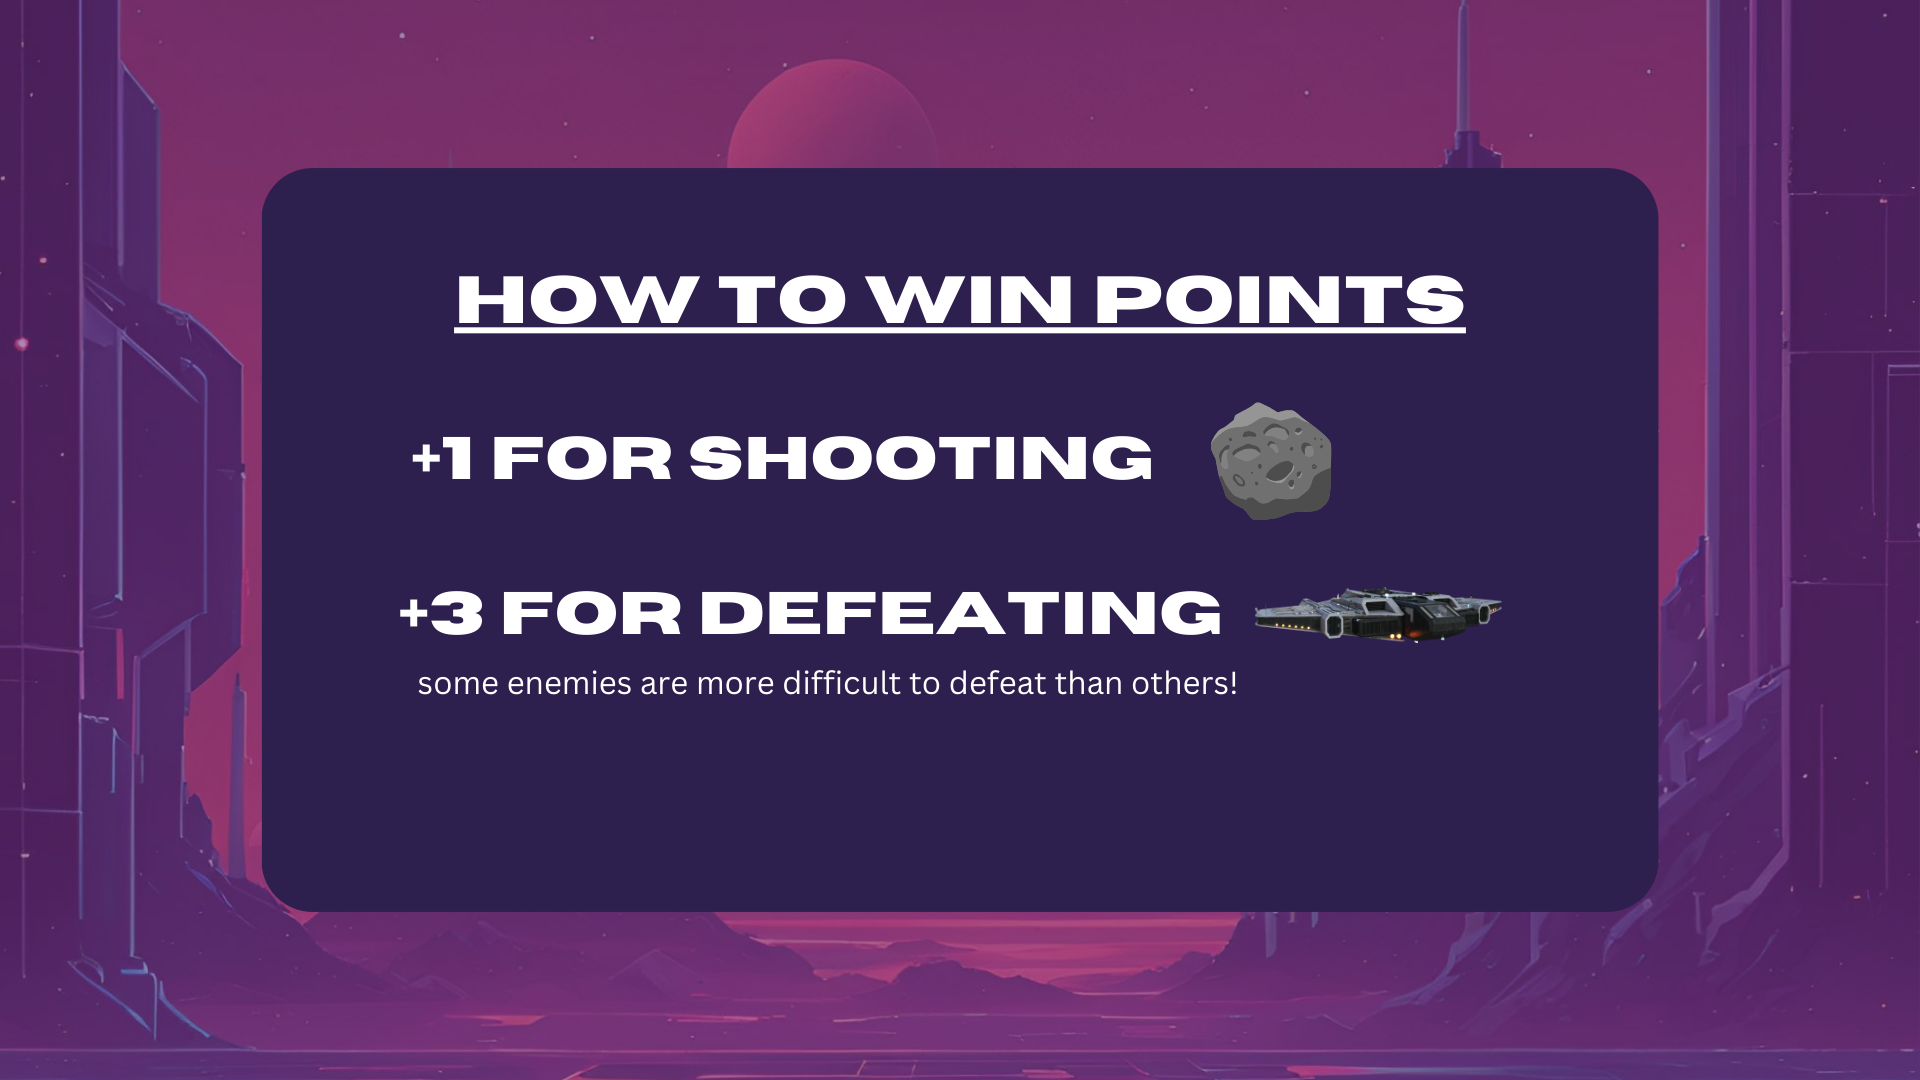 HOW TO WIN POINTS
+1 FOR SHOOTING
+3 FOR DEFEATING
some enemies are more difficult to defeat than others!